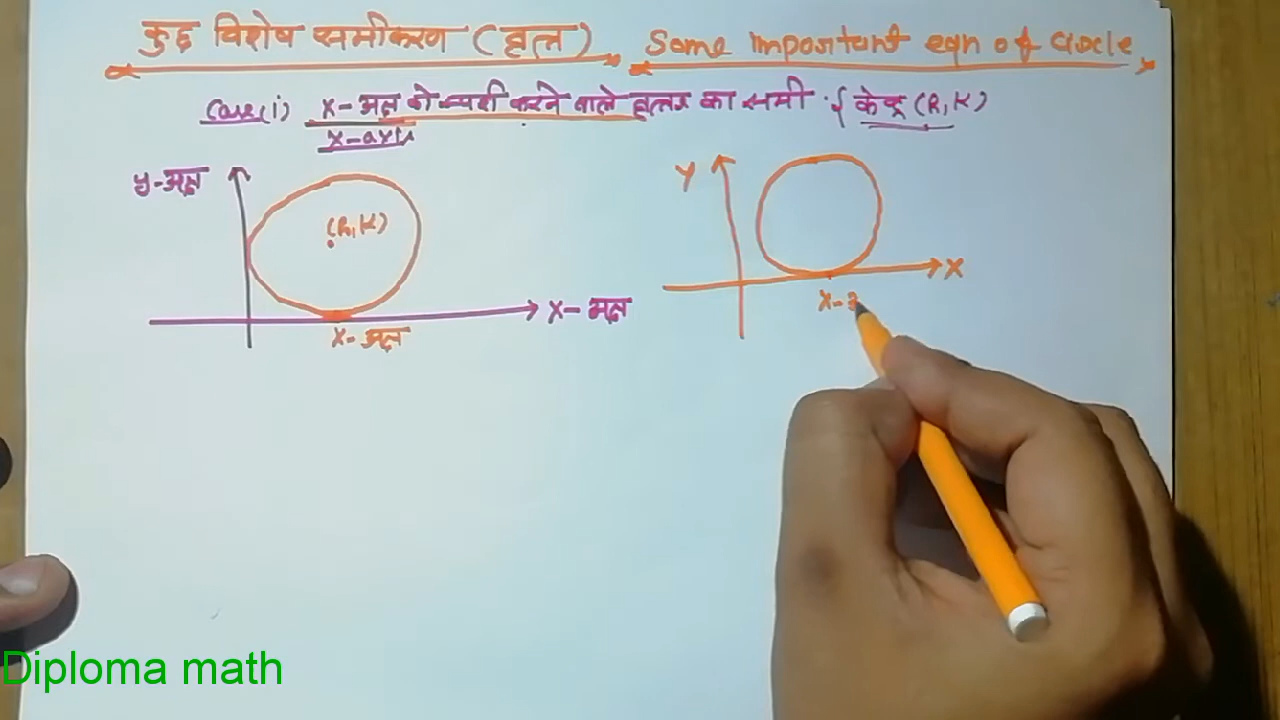 कुछ विशेष समीकरण (वृत्त) Some important eqn of circle
Case(i) x-अक्ष को स्पर्श करने वाले वृत्त का समी. { केन्द्र (h,k)
x-axis
y-अक्ष
(h,k)
x-अक्ष
x-अक्ष
Y
X
x-
Diploma math